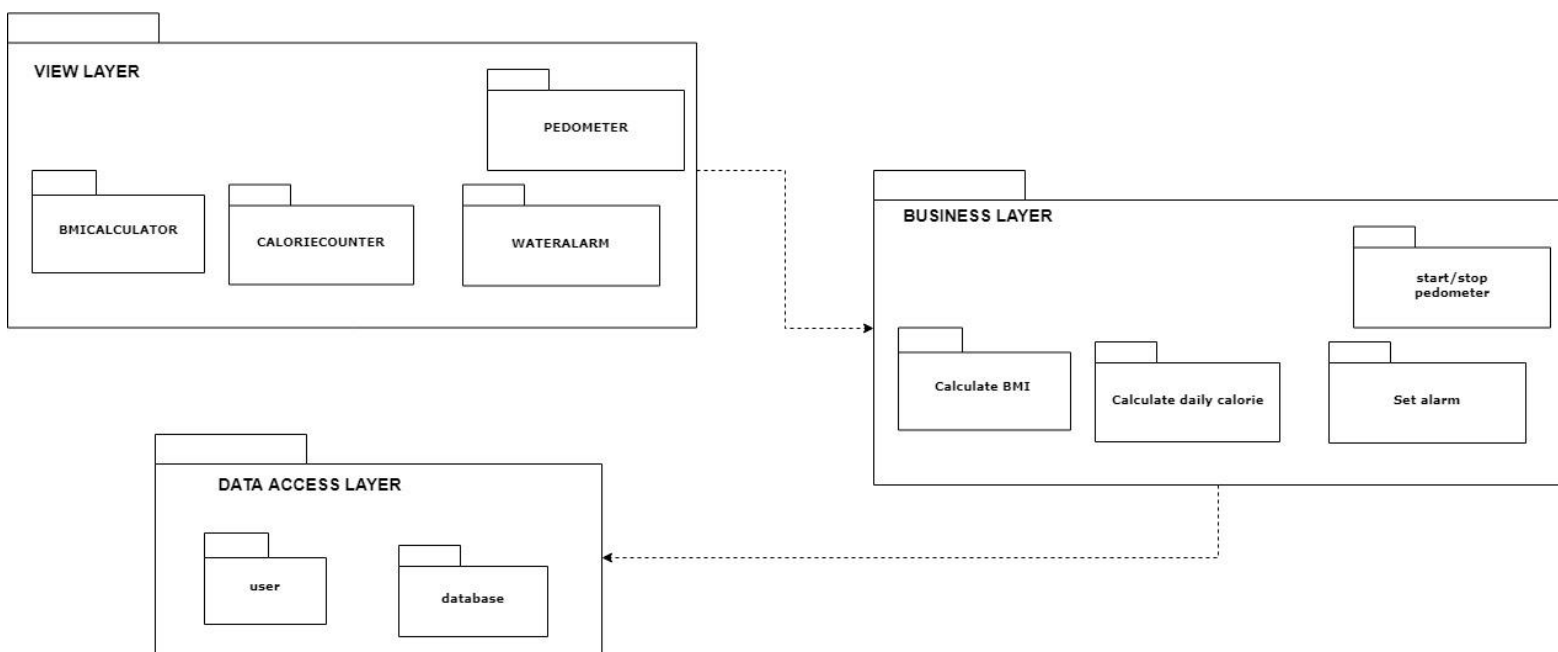 VIEW LAYER
PEDOMETER
BMICALCULATOR
CALORIECOUNTER
WATERALARM
BUSINESS LAYER
start/stop
pedometer
Calculate BMI
Calculate daily calorie
Set alarm
DATA ACCESS LAYER
user
database